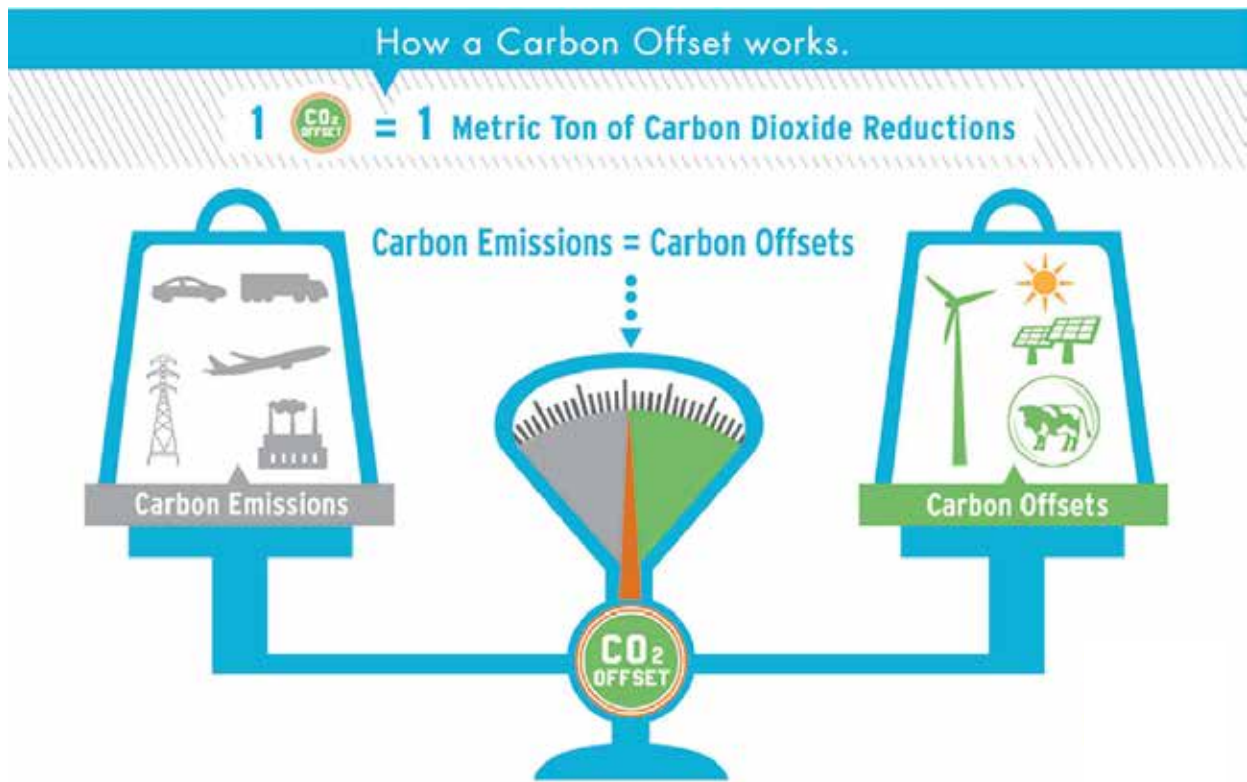 How a Carbon Offset works.
1 CO₂ OFFSET = 1 Metric Ton of Carbon Dioxide Reductions
Carbon Emissions = Carbon Offsets
Carbon Emissions
Carbon Offsets
CO₂
OFFSET